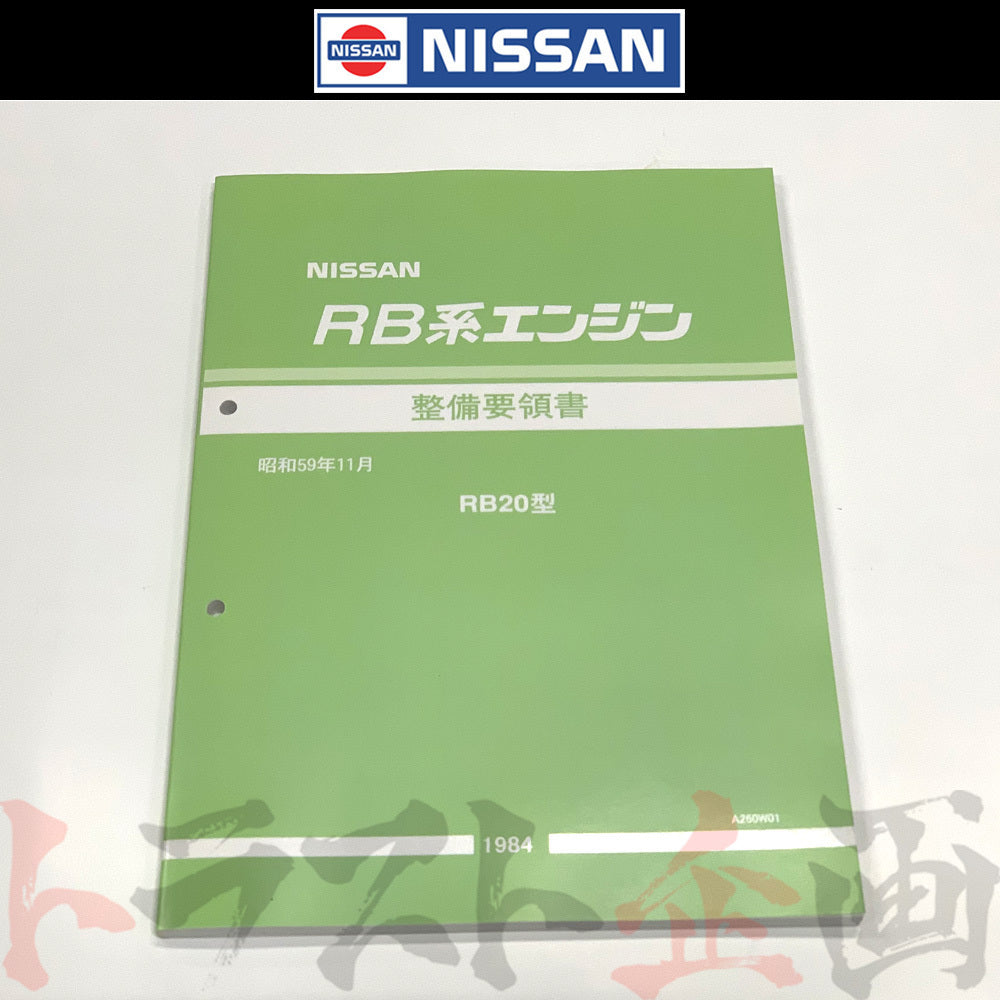 NISSAN NISSAN
NISSAN
RB系エンジン
整備要領書
昭和59年11月
RB20型
A260W01
1984
トラスト企画